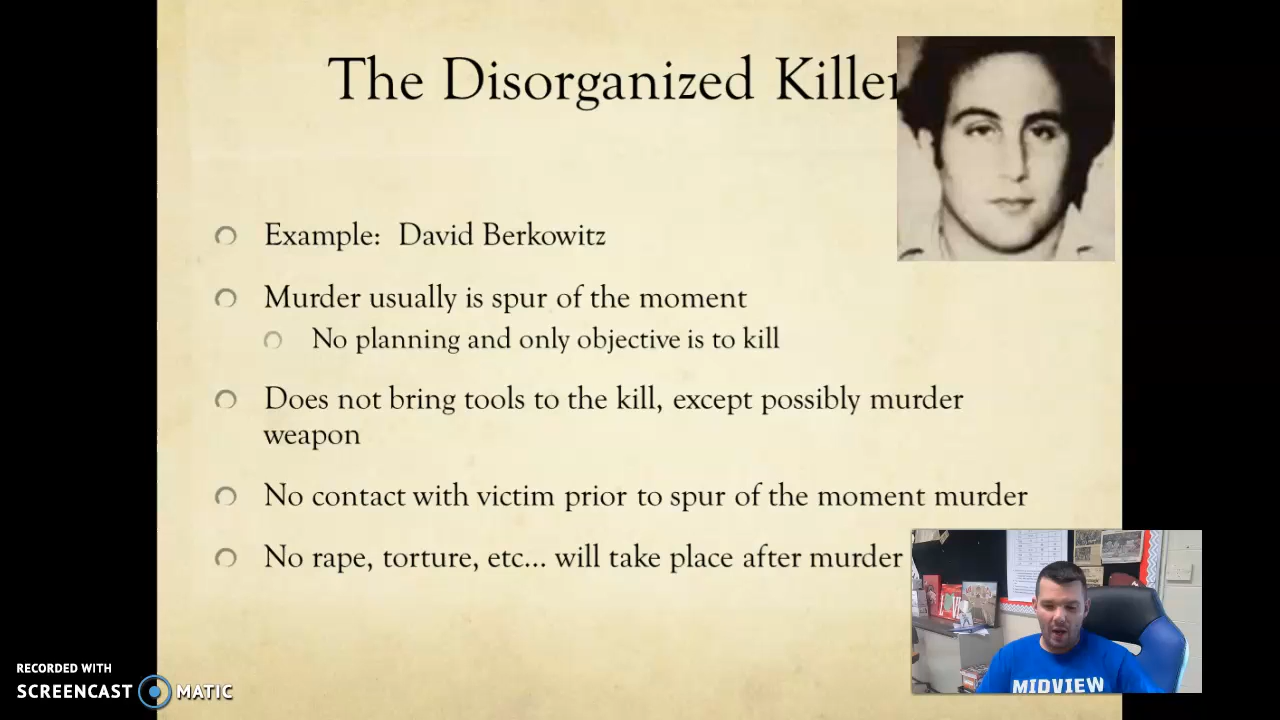 The Disorganized Killer
Example: David Berkowitz
Murder usually is spur of the moment
No planning and only objective is to kill
Does not bring tools to the kill, except possibly murder
weapon
No contact with victim prior to spur of the moment murder
No rape, torture, etc... will take place after murder
MIDVIEW
RECORDED WITH
SCREENCAST MATIC